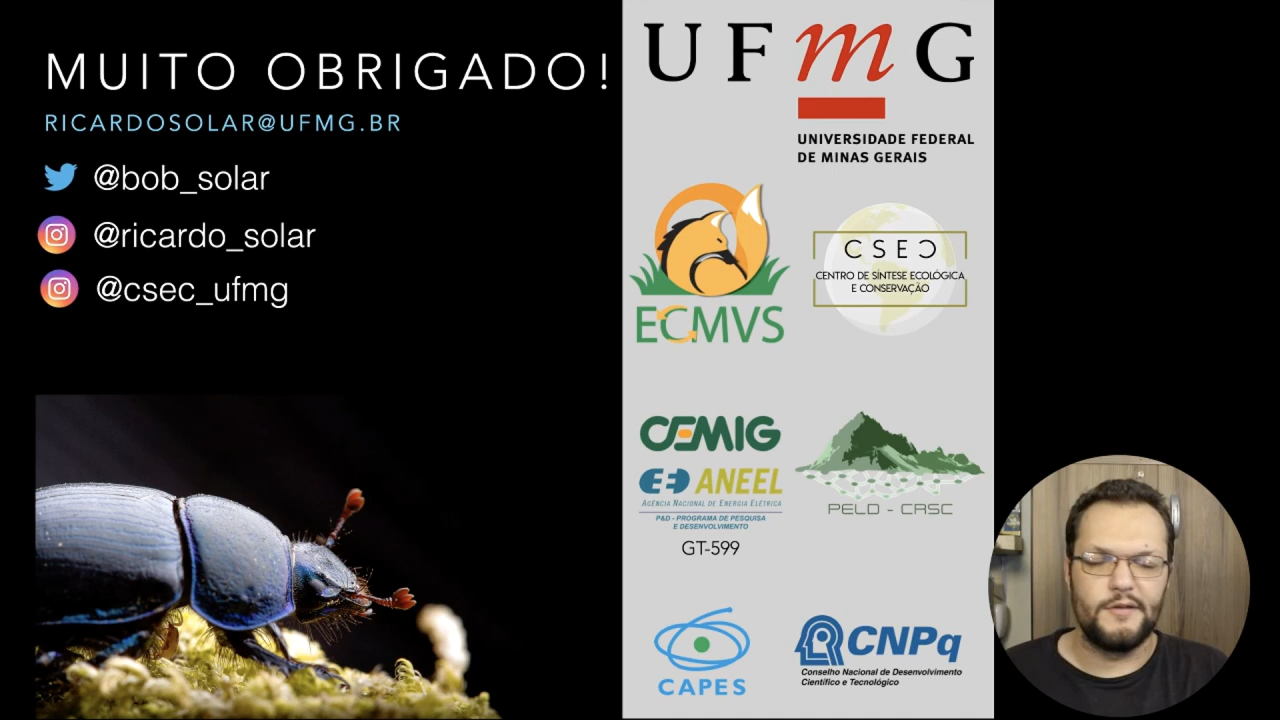 MUITO OBRIGADO!
RICARDOSOLAR@UFMG.BR
@bob_solar
@ricardo_solar
@csec_ufmg
UFmG
UNIVERSIDADE FEDERAL
DE MINAS GERAIS
ECMVS
CSEC
CENTRO DE SÍNTESE ECOLÓGICA
E CONSERVAÇÃO
CEMIG
ANEEL
AGÊNCIA NACIONAL DE ENERGIA ELÉTRICA
P&D - PROGRAMA DE PESQUISA
E DESENVOLVIMENTO
GT-599
PELD - CRSC
CAPES
CNPq
Conselho Nacional de Desenvolvimento
Científico e Tecnológico